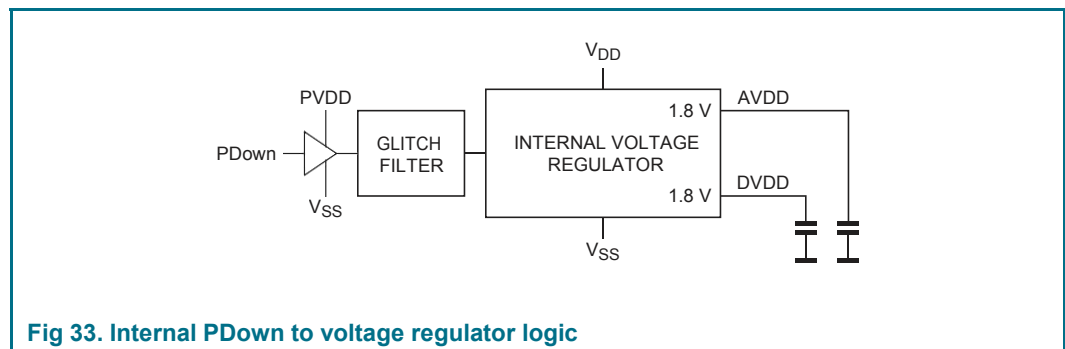 VDD
PVDD
1.8 V
AVDD
PDown
GLITCH
FILTER
INTERNAL VOLTAGE
REGULATOR
DVDD
1.8 V
VSS
VSS
Fig 33. Internal PDown to voltage regulator logic